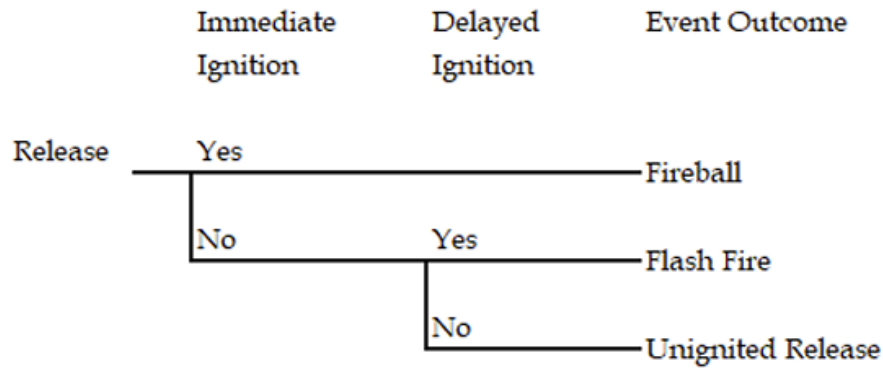 Immediate Ignition
Delayed Ignition
Event Outcome
Release
Yes
Fireball
No
Yes
Flash Fire
No
Unignited Release